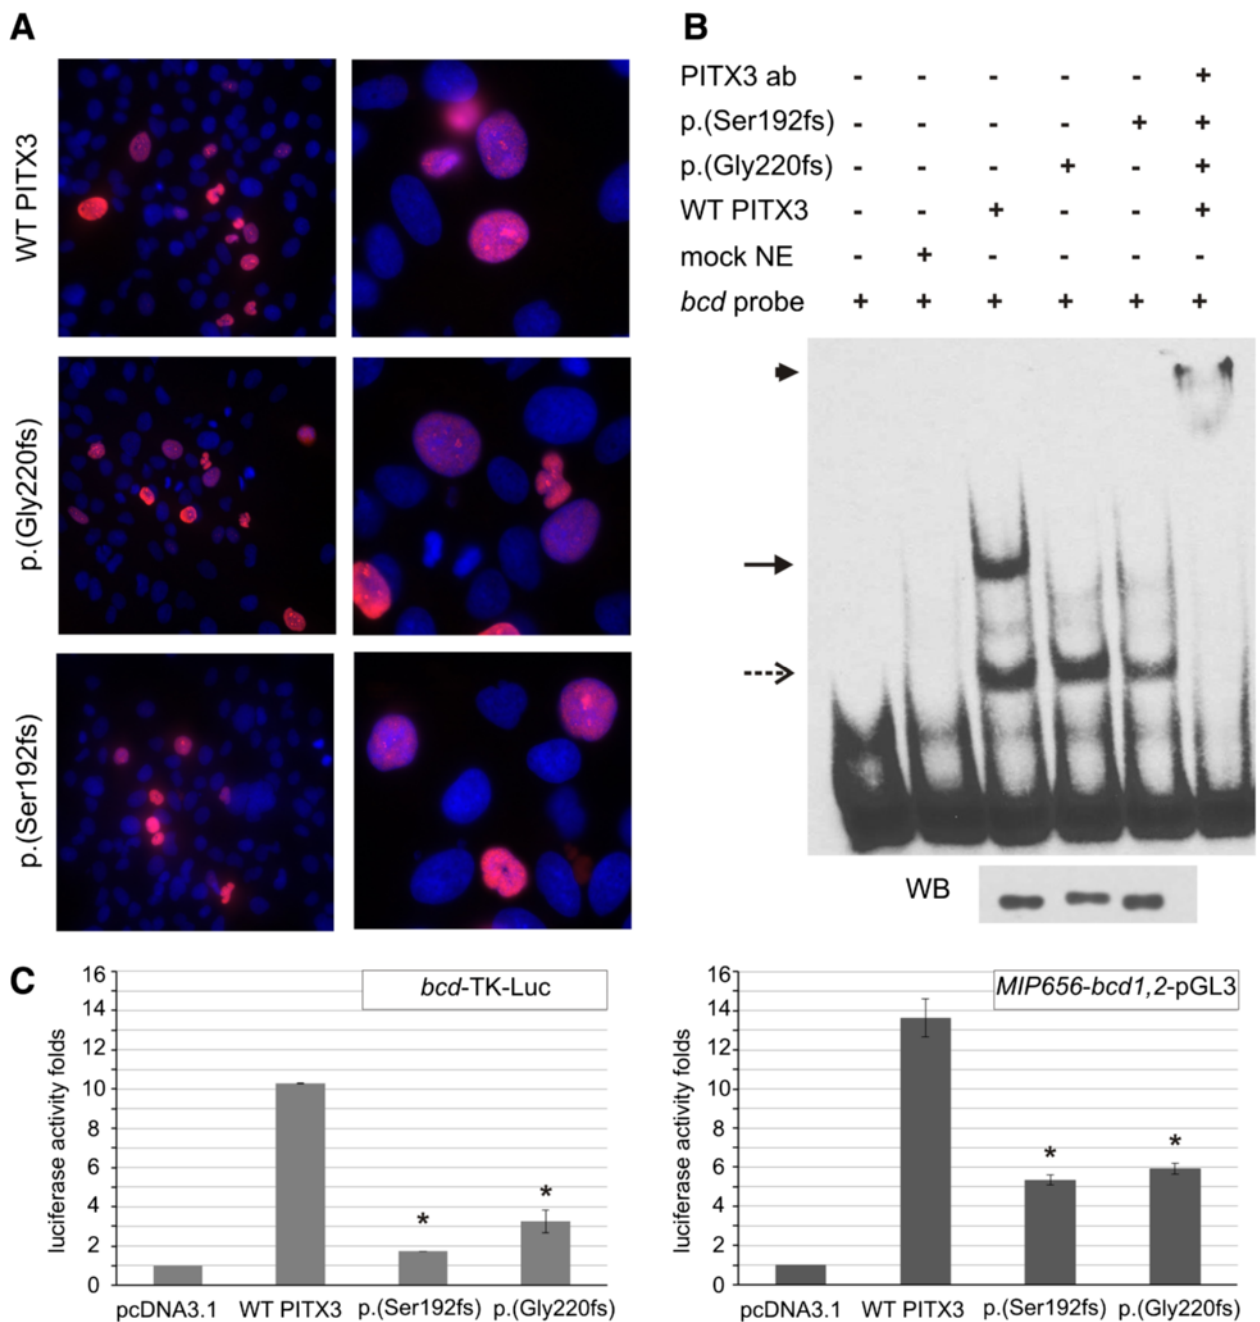 A
WT PITX3
p.(Gly220fs)
p.(Ser192fs)
B
PITX3 ab - - - - - +
p.(Ser192fs) - - - - + +
p.(Gly220fs) - - - + - +
WT PITX3 - - + - - +
mock NE - + - - - -
bcd probe + + + + + +
WB
C
bcd-TK-Luc
luciferase activity folds
16
14
12
10
8
6
4
2
0
*
*
pcDNA3.1 WT PITX3 p.(Ser192fs) p.(Gly220fs)
MIP656-bcd1,2-pGL3
luciferase activity folds
16
14
12
10
8
6
4
2
0
*
*
pcDNA3.1 WT PITX3 p.(Ser192fs) p.(Gly220fs)